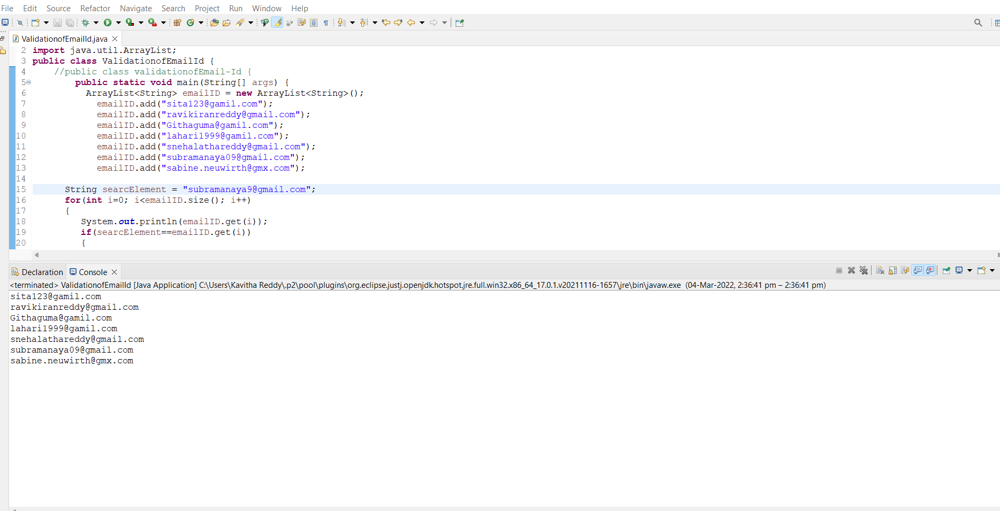 File Edit Source Refactor Navigate Search Project Run Window Help
ValidationofEmailId.java
2 import java.util.ArrayList;
3 public class ValidationofEmailId {
4 //public class validationofEmail-Id {
5 public static void main(String[] args) {
6 ArrayList<String> emailID = new ArrayList<String>();
7 emailID.add("sita123@gamil.com");
8 emailID.add("ravikiranreddy@gmail.com");
9 emailID.add("Githaguma@gamil.com");
10 emailID.add("lahari1999@gamil.com");
11 emailID.add("snehalathareddy@gmail.com");
12 emailID.add("subramanaya09@gmail.com");
13 emailID.add("sabine.neuwirth@gmx.com");
14
15 String searcElement = "subramanaya9@gmail.com";
16 for(int i=0; i<emailID.size(); i++)
17 {
18 System.out.println(emailID.get(i));
19 if(searcElement==emailID.get(i))
20 {
Declaration Console
<terminated> ValidationofEmailId [Java Application] C:\Users\Kavitha Reddy\.p2\pool\plugins\org.eclipse.justj.openjdk.hotspot.jre.full.win32.x86_64_17.0.1.v20211116-1657\jre\bin\javaw.exe (04-Mar-2022, 2:36:41 pm – 2:36:41 pm)
sita123@gamil.com
ravikiranreddy@gmail.com
Githaguma@gamil.com
lahari1999@gamil.com
snehalathareddy@gmail.com
subramanaya09@gmail.com
sabine.neuwirth@gmx.com